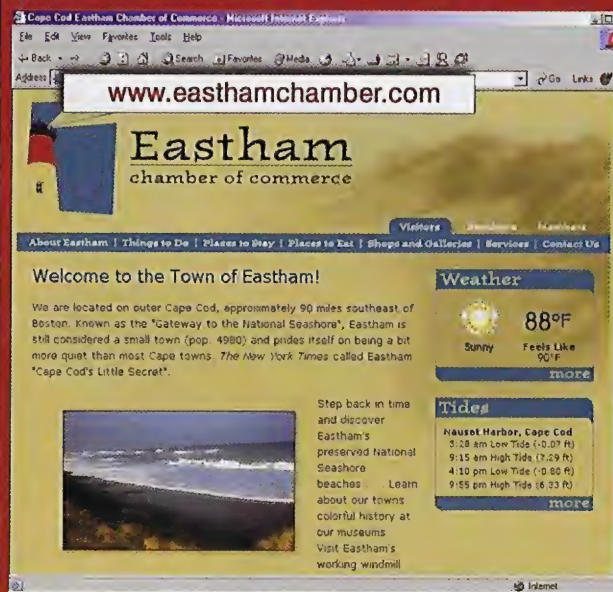 Cape Cod Eastham Chamber of Commerce - Microsoft Internet Explorer
File Edit View Favorites Tools Help
Back Search Favorites Media
Address Go Links
www.easthamchamber.com
Eastham
chamber of commerce
Visitors Members
About Eastham | Things to Do | Places to Stay | Places to Eat | Shops and Galleries | Services | Contact Us
Welcome to the Town of Eastham!
We are located on outer Cape Cod, approximately 90 miles southeast of
Boston. Known as the "Gateway to the National Seashore", Eastham is
still considered a small town (pop. 4980) and prides itself on being a bit
more quiet than most Cape towns. The New York Times called Eastham
"Cape Cod's Little Secret".
Step back in time
and discover
Eastham's
preserved National
Seashore
beaches . . . Learn
about our towns
colorful history at
our museums
Visit Eastham's
working windmill
Weather
88°F
Sunny Feels Like
90°F
more
Tides
Nauset Harbor, Cape Cod
3:28 am Low Tide (-0.07 ft)
9:15 am High Tide (7.29 ft)
4:10 pm Low Tide (-0.80 ft)
9:55 pm High Tide (6.33 ft)
more
Internet